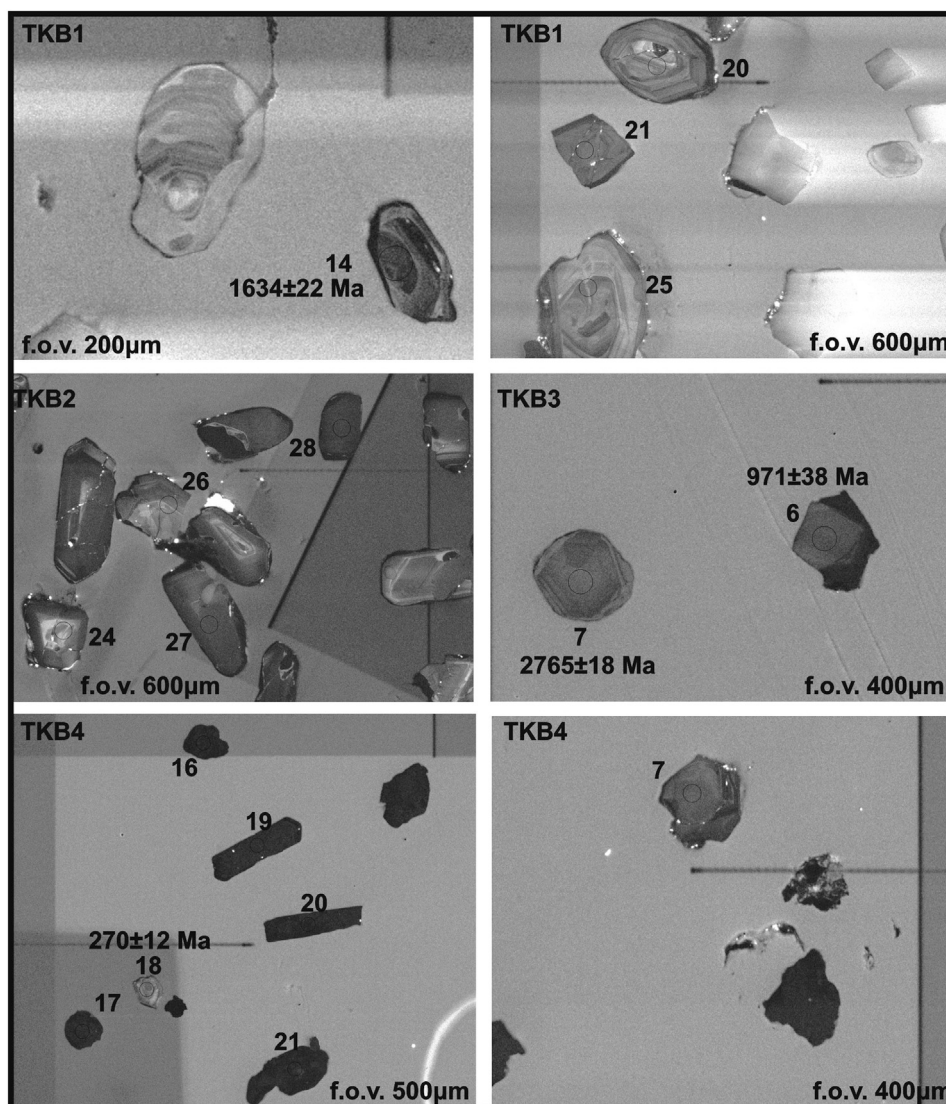 TKB1
14
1634±22 Ma
f.o.v. 200µm
TKB1
20
21
25
f.o.v. 600µm
TKB2
28
26
24
27
f.o.v. 600µm
TKB3
971±38 Ma
6
7
2765±18 Ma
f.o.v. 400µm
TKB4
16
19
20
270±12 Ma
18
17
21
f.o.v. 500µm
TKB4
7
f.o.v. 400µm